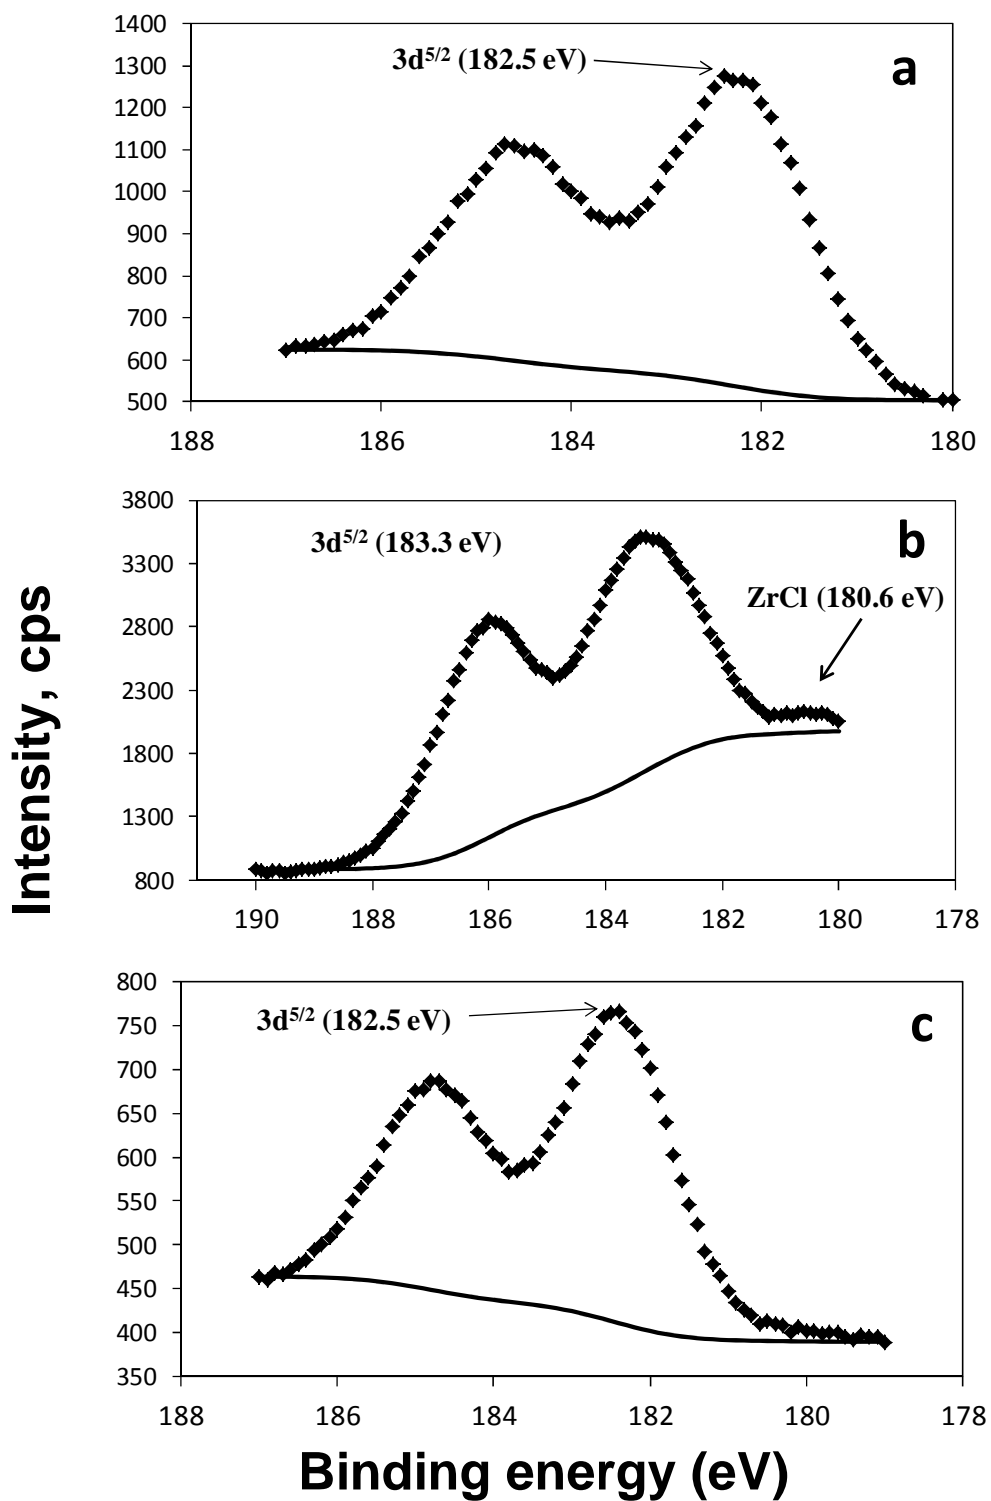 Intensity, cps
1400
1300
1200
1100
1000
900
800
700
600
500
3d5/2 (182.5 eV)
a
188 186 184 182 180
3800
3300
2800
2300
1800
1300
800
3d5/2 (183.3 eV)
b
ZrCl (180.6 eV)
190 188 186 184 182 180 178
800
750
700
650
600
550
500
450
400
350
3d5/2 (182.5 eV)
c
188 186 184 182 180 178
Binding energy (eV)